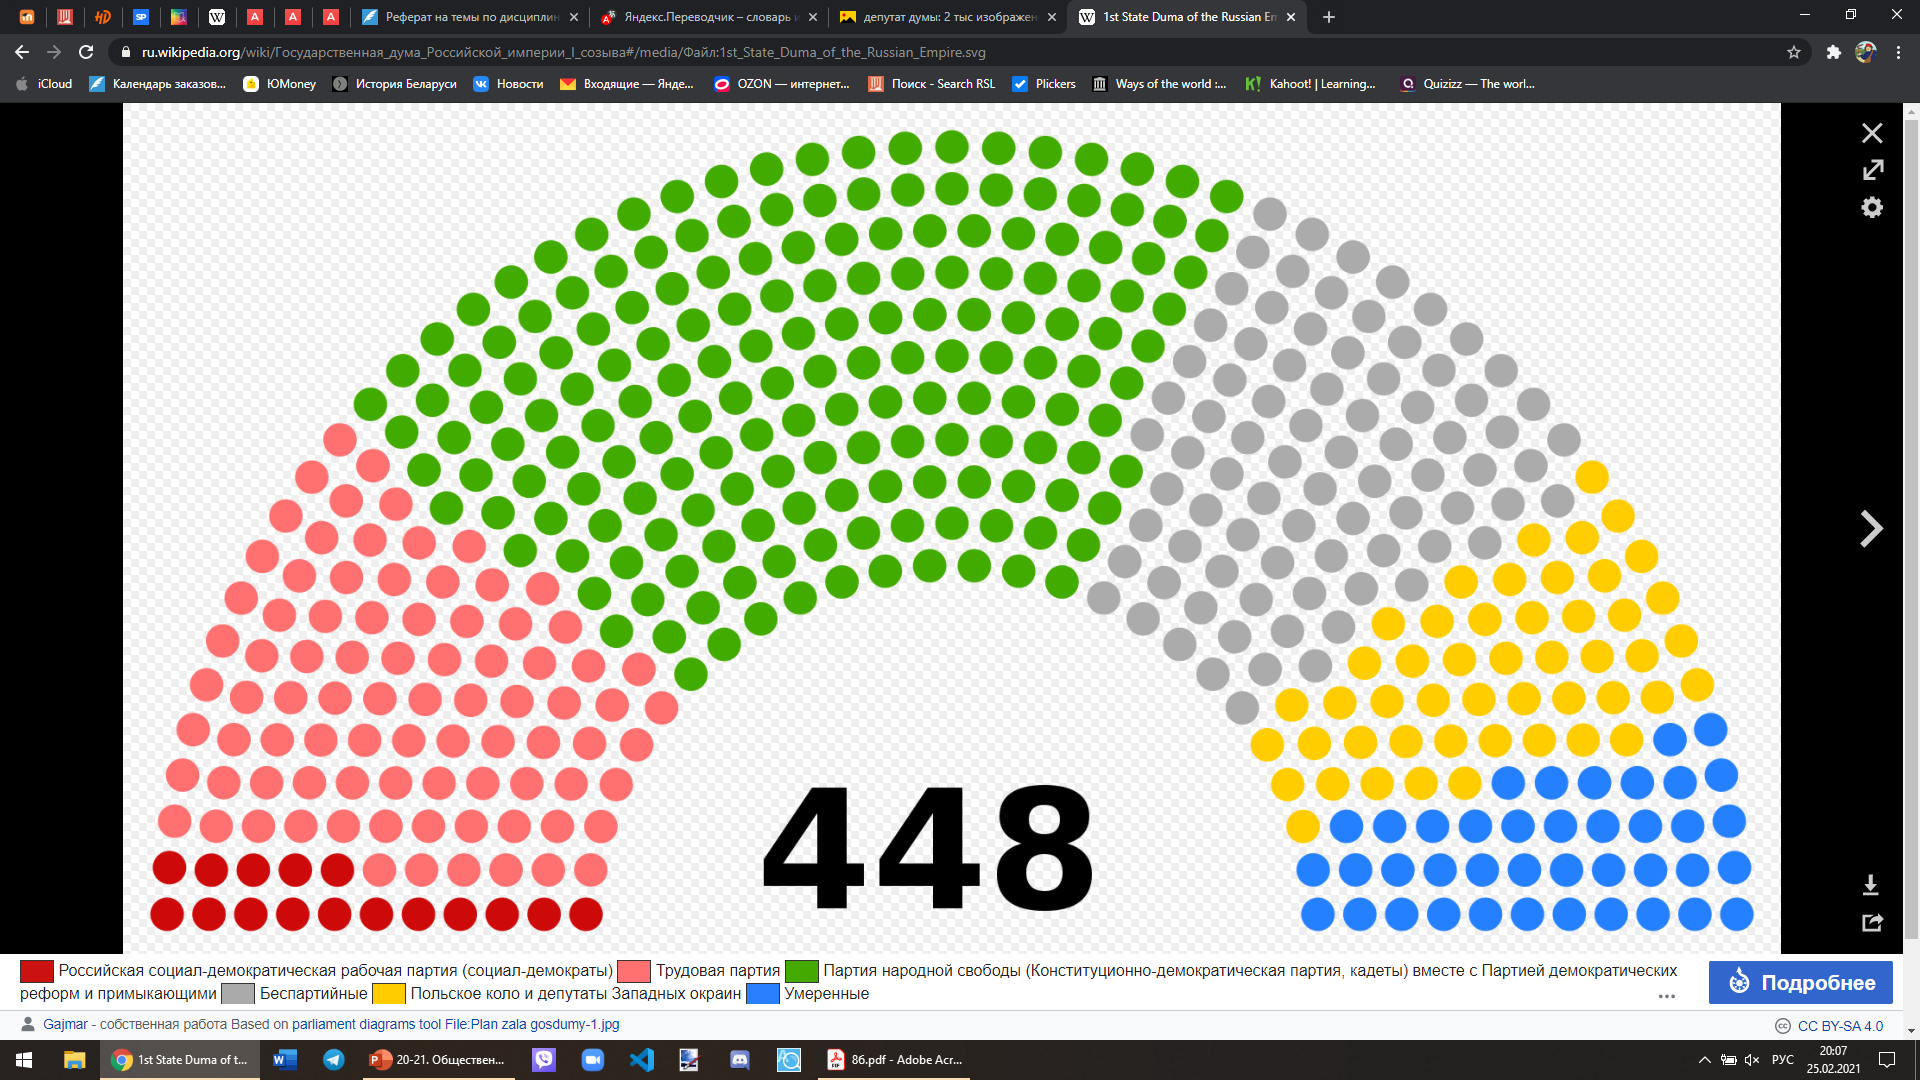 Реферат на темы по дисциплин
Яндекс.Переводчик – словарь и
депутат думы: 2 тыс изображен
1st State Duma of the Russian Em
ru.wikipedia.org/wiki/Государственная_дума_Российской_империи_I_созыва#/media/Файл:1st_State_Duma_of_the_Russian_Empire.svg
iCloud
Календарь заказов...
ЮMoney
История Беларуси
Новости
Входящие — Янде...
OZON — интернет...
Поиск - Search RSL
Plickers
Ways of the world :...
Kahoot! | Learning...
Quizizz — The worl...
448
Российская социал-демократическая рабочая партия (социал-демократы) Трудовая партия Партия народной свободы (Конституционно-демократическая партия, кадеты) вместе с Партией демократических
реформ и примыкающими Беспартийные Польское коло и депутаты Западных окраин Умеренные
...
Подробнее
Gajmar - собственная работа Based on parliament diagrams tool File:Plan zala gosdumy-1.jpg
CC BY-SA 4.0
1st State Duma of t...
20-21. Обществен...
86.pdf - Adobe Acr...
РУС
20:07
25.02.2021